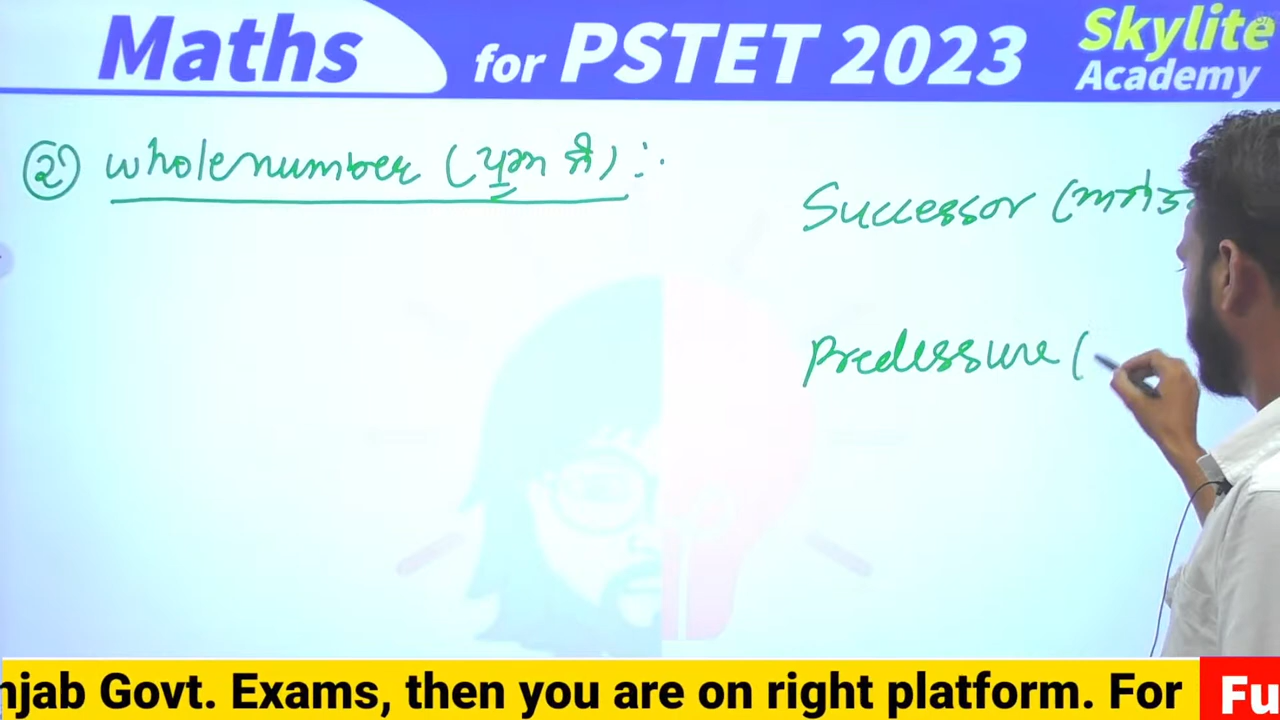 Maths for PSTET 2023
Skylite
Academy
② wholenumber (ਪੂਰਨ ਸੰ) :-
Successor (
Predessure (
njab Govt. Exams, then you are on right platform. For
Fu